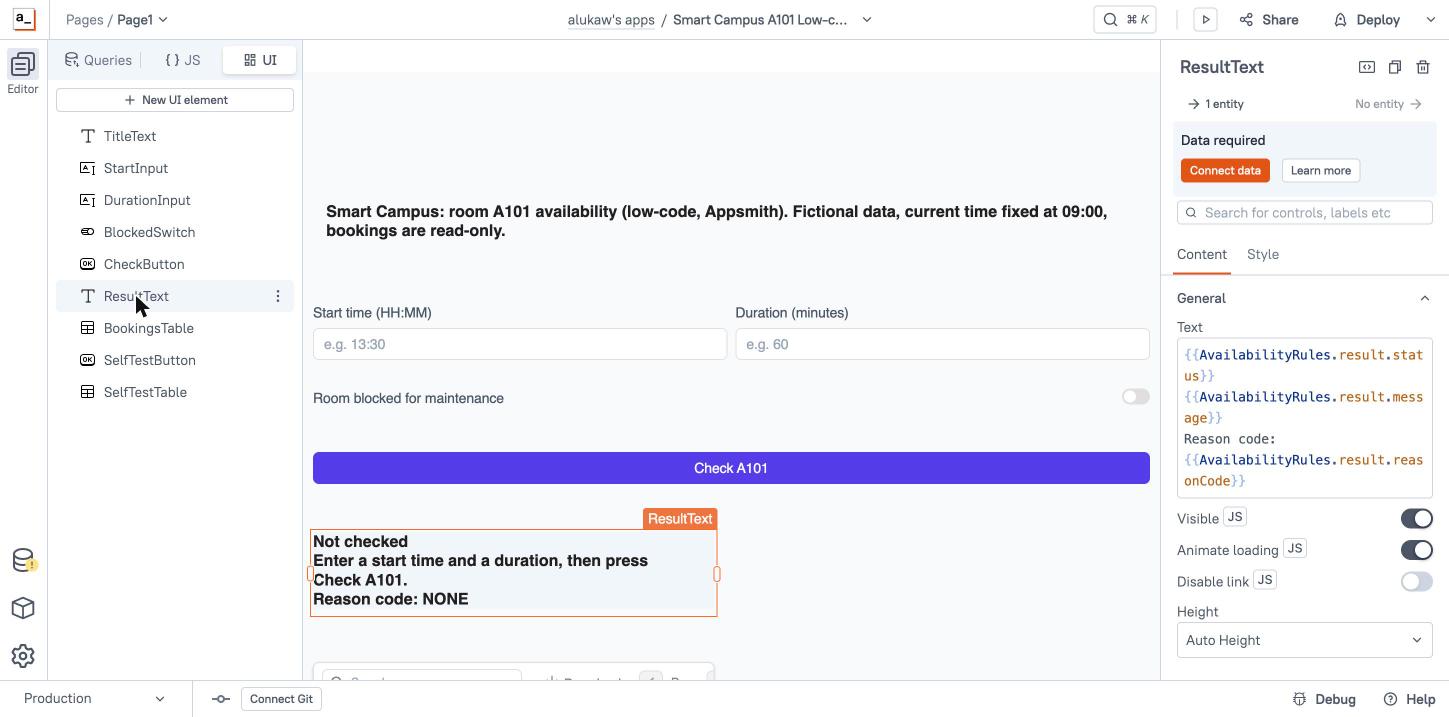 a_
Pages / Page1
alukaw's apps / Smart Campus A101 Low-c...
⌘ K
Share
Deploy
Editor
Queries
{ } JS
UI
+ New UI element
TitleText
StartInput
DurationInput
BlockedSwitch
CheckButton
ResultText
BookingsTable
SelfTestButton
SelfTestTable
Smart Campus: room A101 availability (low-code, Appsmith). Fictional data, current time fixed at 09:00,
bookings are read-only.
Start time (HH:MM)
Duration (minutes)
e.g. 13:30
e.g. 60
Room blocked for maintenance
Check A101
ResultText
Not checked
Enter a start time and a duration, then press
Check A101.
Reason code: NONE
ResultText
→ 1 entity
No entity →
Data required
Connect data
Learn more
Search for controls, labels etc
Content
Style
General
Text
{{AvailabilityRules.result.stat
us}}
{{AvailabilityRules.result.mess
age}}
Reason code:
{{AvailabilityRules.result.reas
onCode}}
Visible JS
Animate loading JS
Disable link JS
Height
Auto Height
Production
Connect Git
Debug
Help